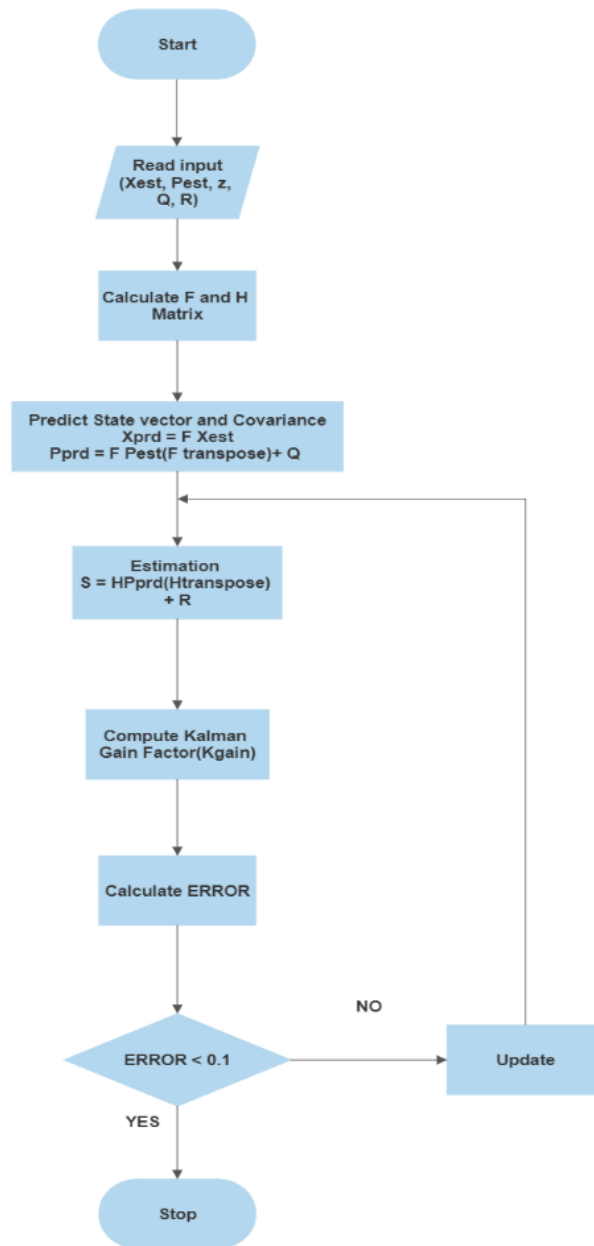 Start
Read input
(Xest, Pest, z,
Q, R)
Calculate F and H
Matrix
Predict State vector and Covariance
Xprd = F Xest
Pprd = F Pest(F transpose)+ Q
Estimation
S = HPprd(Htranspose)
+ R
Compute Kalman
Gain Factor(Kgain)
Calculate ERROR
ERROR < 0.1
NO
Update
YES
Stop